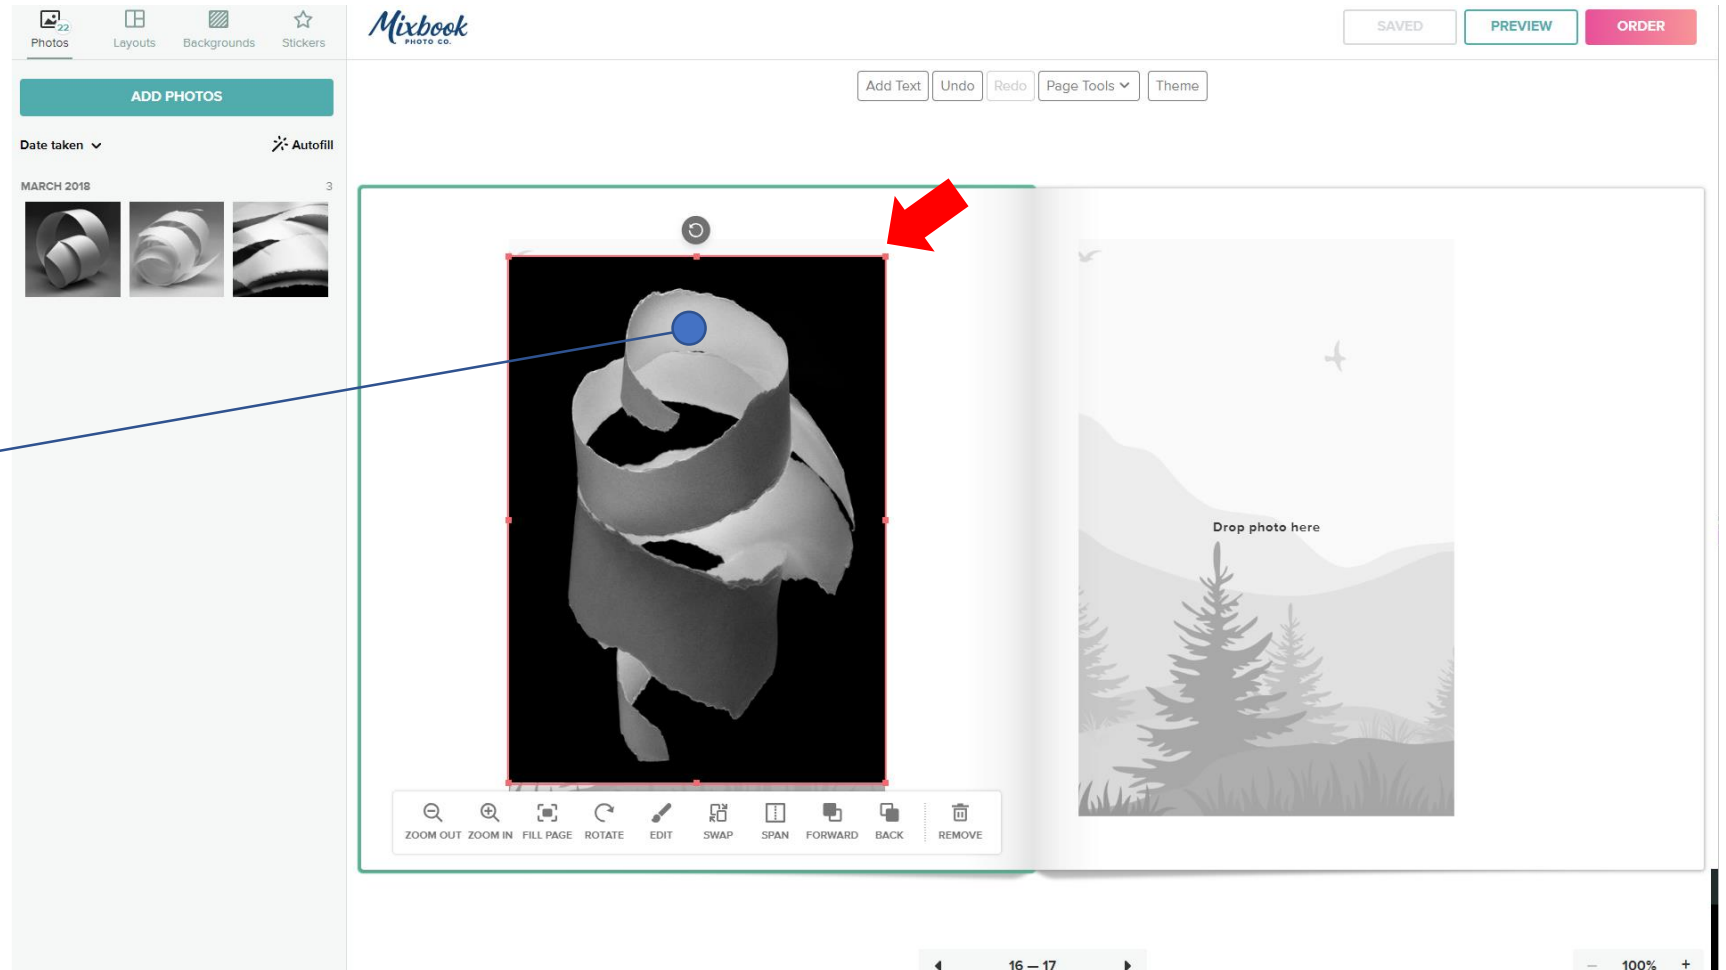 22
Photos
Layouts
Backgrounds
Stickers
Mixbook
PHOTO CO.
SAVED
PREVIEW
ORDER
Add Text
Undo
Redo
Page Tools
Theme
ADD PHOTOS
Date taken
Autofill
MARCH 2018
3
Drop photo here
ZOOM OUT
ZOOM IN
FILL PAGE
ROTATE
EDIT
SWAP
SPAN
FORWARD
BACK
REMOVE
16 — 17
— 100% +